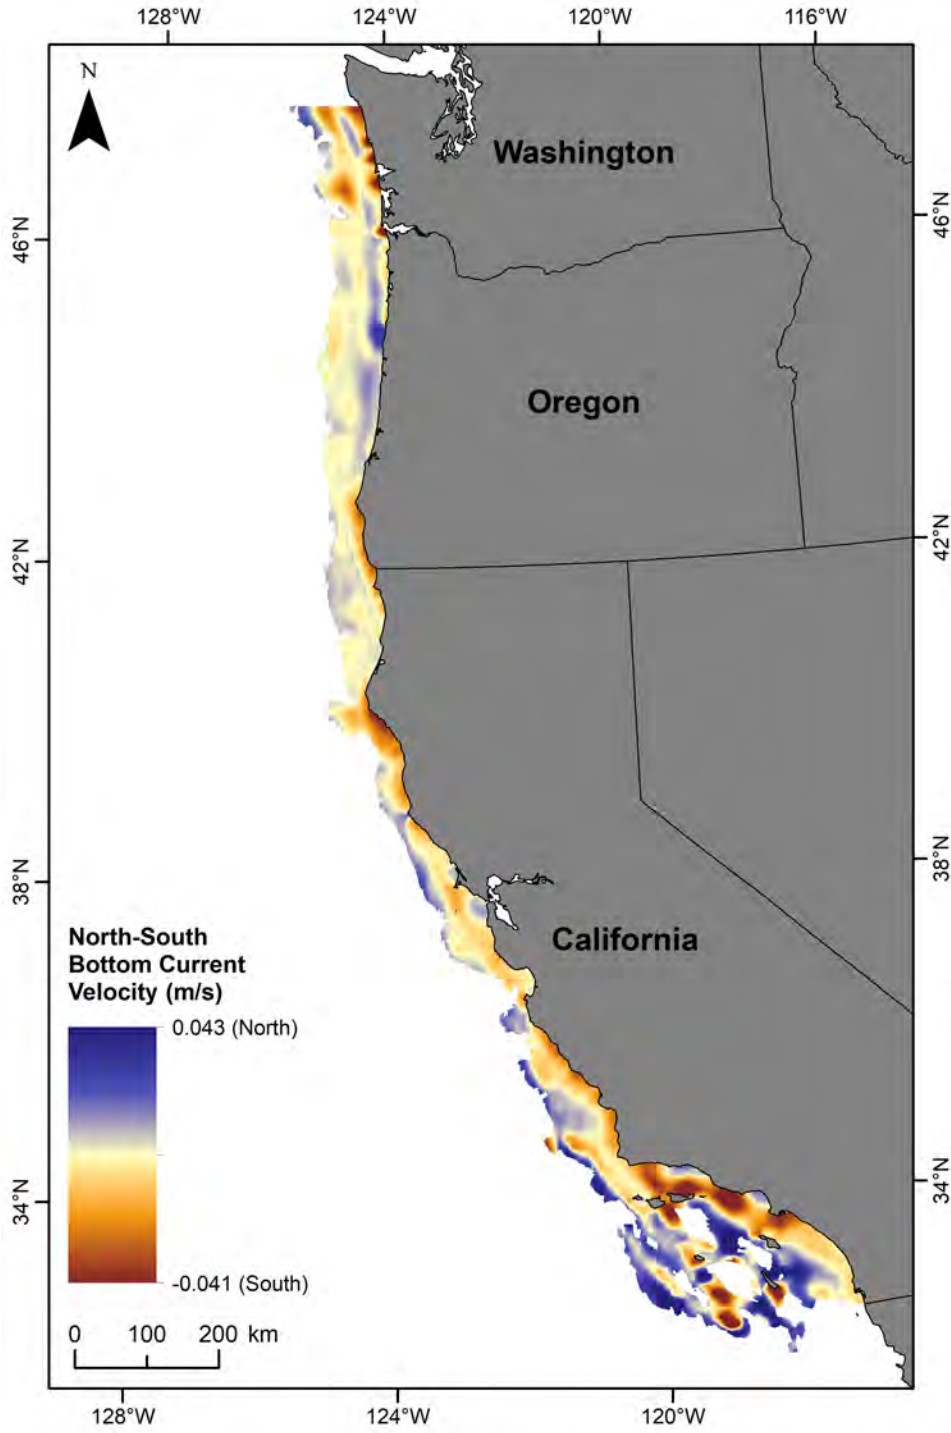 128°W 124°W 120°W 116°W
N
Washington
46°N 46°N
Oregon
42°N 42°N
38°N 38°N
California
North-South
Bottom Current
Velocity (m/s)
0.043 (North)
34°N 34°N
-0.041 (South)
0 100 200 km
128°W 124°W 120°W